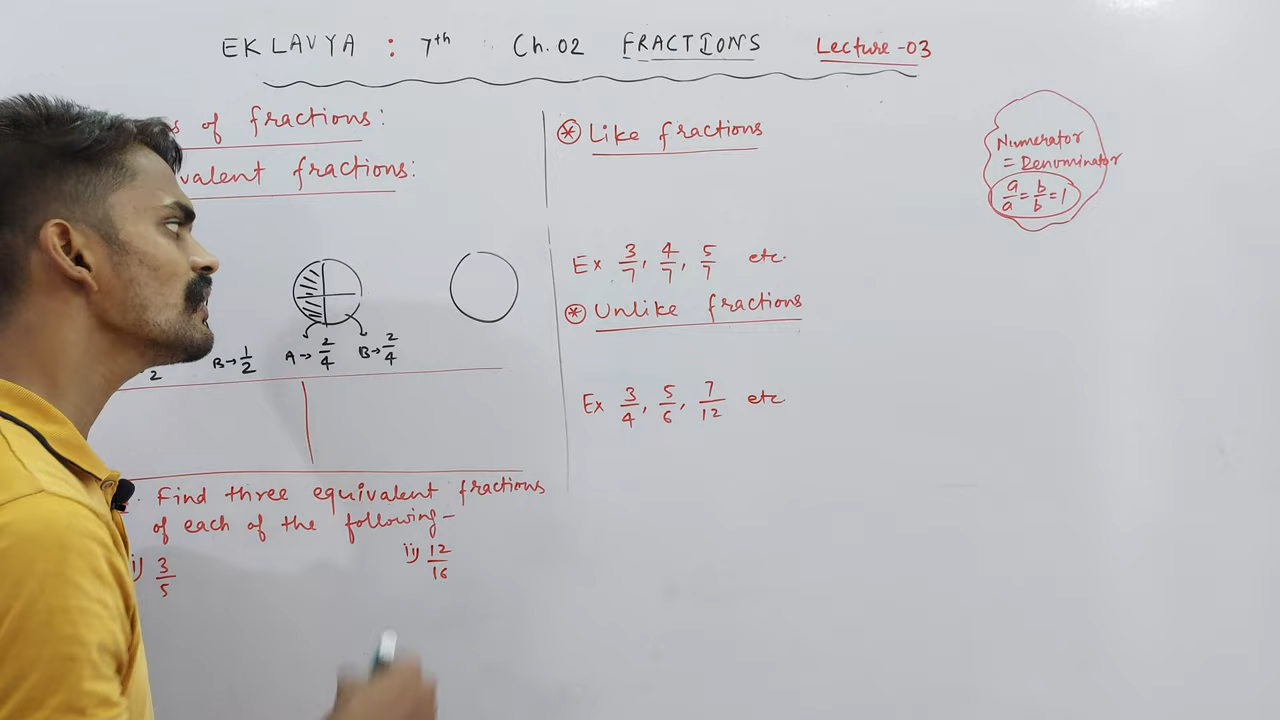 EKLAVYA : 7th Ch. 02 FRACTIONS Lecture-03
s of fractions:
valent fractions:
2 B→ 1/2 A→ 2/4 B→ 2/4
Find three equivalent fractions
of each of the following-
i) 3/5 ii) 12/16
* Like fractions
Ex 3/7, 4/7, 5/7 etc.
* Unlike fractions
Ex 3/4, 5/6, 7/12 etc
Numerator
= Denominator
a/a = b/b = 1